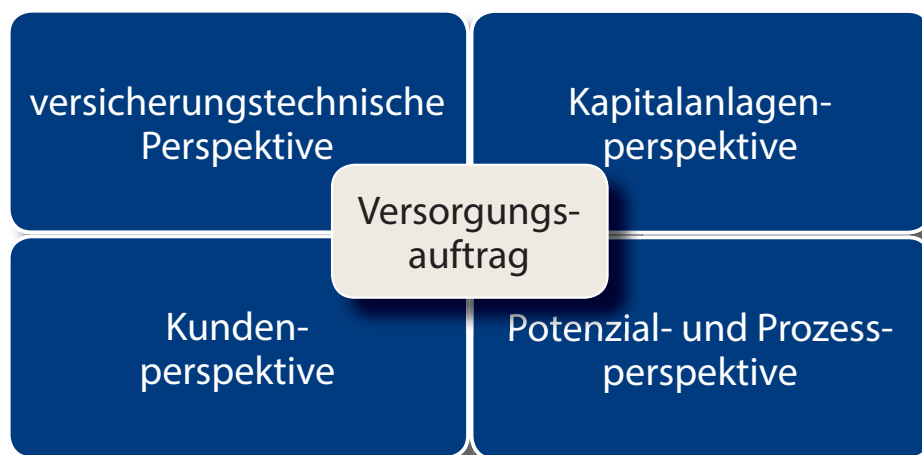 versicherungstechnische
Perspektive
Kapitalanlagen-
perspektive
Versorgungs-
auftrag
Kunden-
perspektive
Potenzial- und Prozess-
perspektive